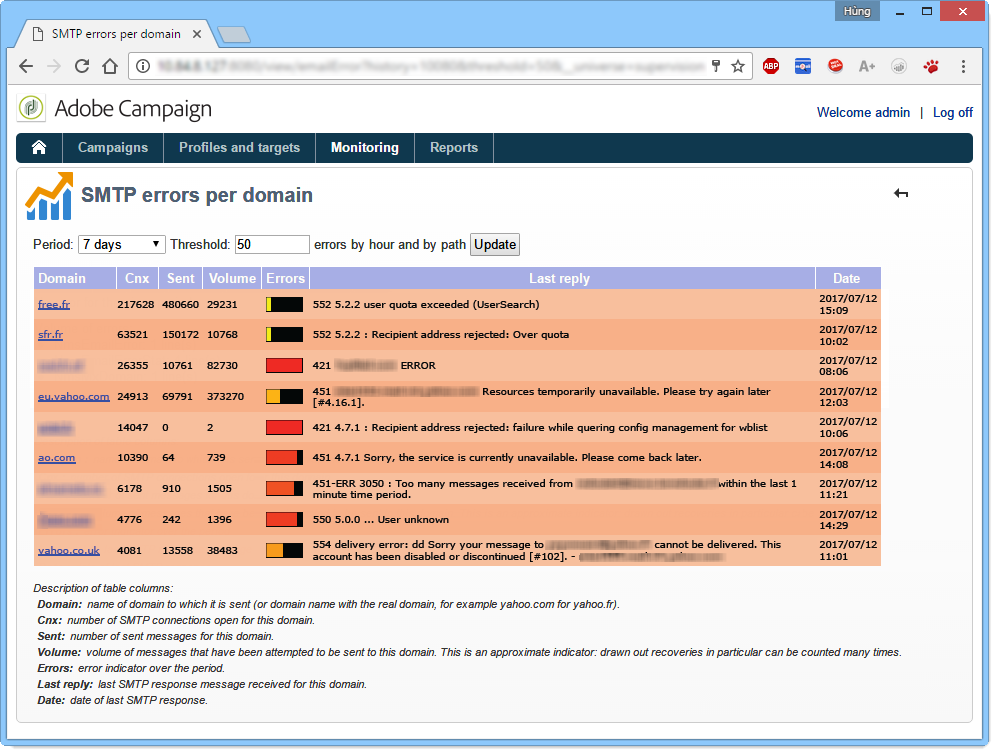 Hùng
SMTP errors per domain
ABP
A+
Adobe Campaign
Welcome admin | Log off
Campaigns Profiles and targets Monitoring Reports
SMTP errors per domain
Period: 7 days Threshold: 50 errors by hour and by path Update
Domain Cnx Sent Volume Errors Last reply Date
free.fr 217628 480660 29231 552 5.2.2 user quota exceeded (UserSearch) 2017/07/12
15:09
sfr.fr 63521 150172 10768 552 5.2.2 : Recipient address rejected: Over quota 2017/07/12
10:02
26355 10761 82730 421 ERROR 2017/07/12
08:06
eu.yahoo.com 24913 69791 373270 451 Resources temporarily unavailable. Please try again later 2017/07/12
[#4.16.1]. 12:03
14047 0 2 421 4.7.1 : Recipient address rejected: failure while quering config management for wblist 2017/07/12
10:06
ao.com 10390 64 739 451 4.7.1 Sorry, the service is currently unavailable. Please come back later. 2017/07/12
14:08
6178 910 1505 451-ERR 3050 : Too many messages received from within the last 1 2017/07/12
minute time period. 11:21
4776 242 1396 550 5.0.0 ... User unknown 2017/07/12
14:29
yahoo.co.uk 4081 13558 38483 554 delivery error: dd Sorry your message to cannot be delivered. This 2017/07/12
account has been disabled or discontinued [#102]. - 11:01
Description of table columns:
Domain: name of domain to which it is sent (or domain name with the real domain, for example yahoo.com for yahoo.fr).
Cnx: number of SMTP connections open for this domain.
Sent: number of sent messages for this domain.
Volume: volume of messages that have been attempted to be sent to this domain. This is an approximate indicator: drawn out recoveries in particular can be counted many times.
Errors: error indicator over the period.
Last reply: last SMTP response message received for this domain.
Date: date of last SMTP response.